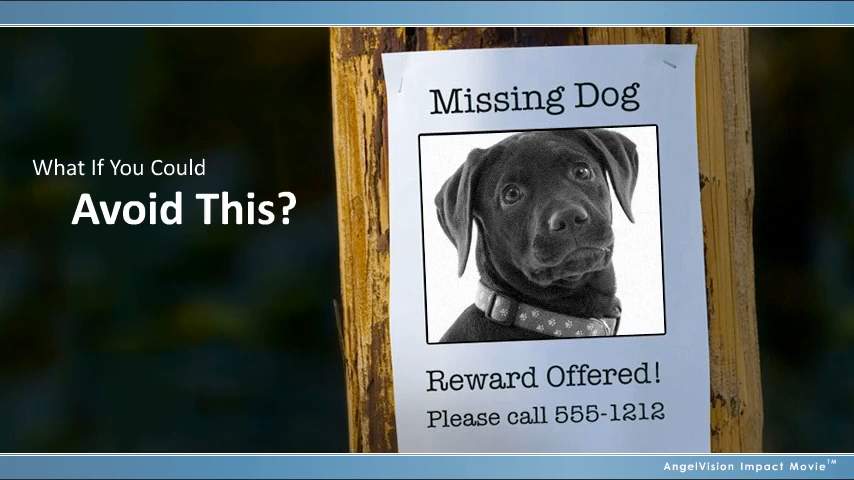 What If You Could
Avoid This?
Missing Dog
Reward Offered!
Please call 555-1212
AngelVision Impact Movie™